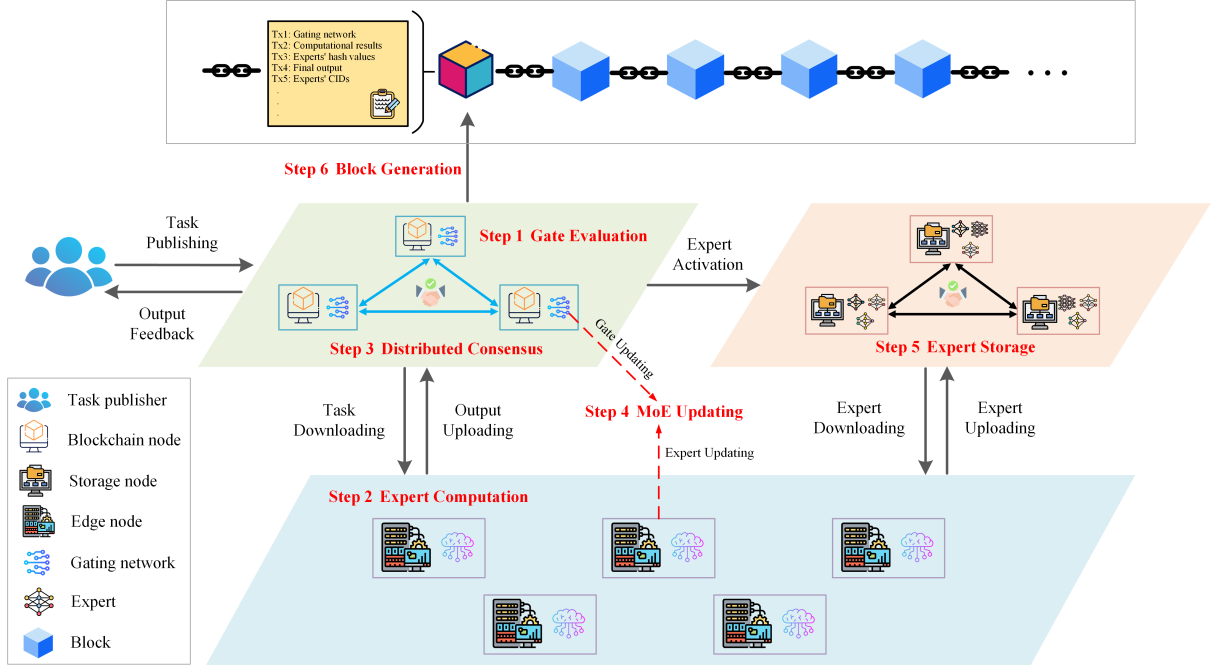 Tx1: Gating network
Tx2: Computational results
Tx3: Experts' hash values
Tx4: Final output
Tx5: Experts' CIDs
.
.
.
. . .
Step 6 Block Generation
Task
Publishing
Output
Feedback
Step 1 Gate Evaluation
Step 3 Distributed Consensus
Expert
Activation
Step 5 Expert Storage
Gate Updating
Step 4 MoE Updating
Expert Updating
Task
Downloading
Output
Uploading
Expert
Downloading
Expert
Uploading
Step 2 Expert Computation
Task publisher
Blockchain node
Storage node
Edge node
Gating network
Expert
Block